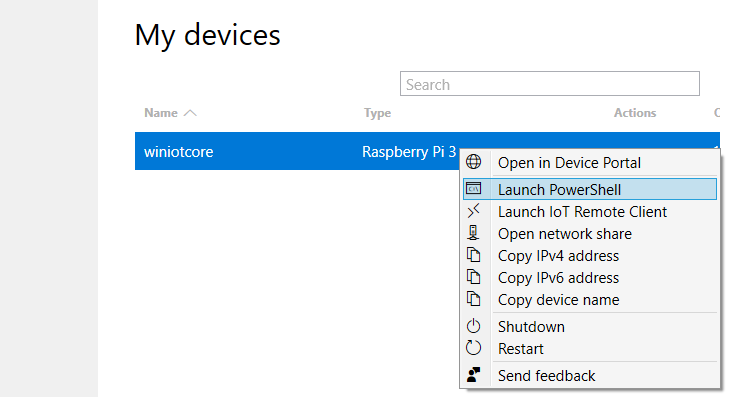 My devices
Search
Name Type Actions
winiotcore Raspberry Pi 3
Open in Device Portal
Launch PowerShell
Launch IoT Remote Client
Open network share
Copy IPv4 address
Copy IPv6 address
Copy device name
Shutdown
Restart
Send feedback